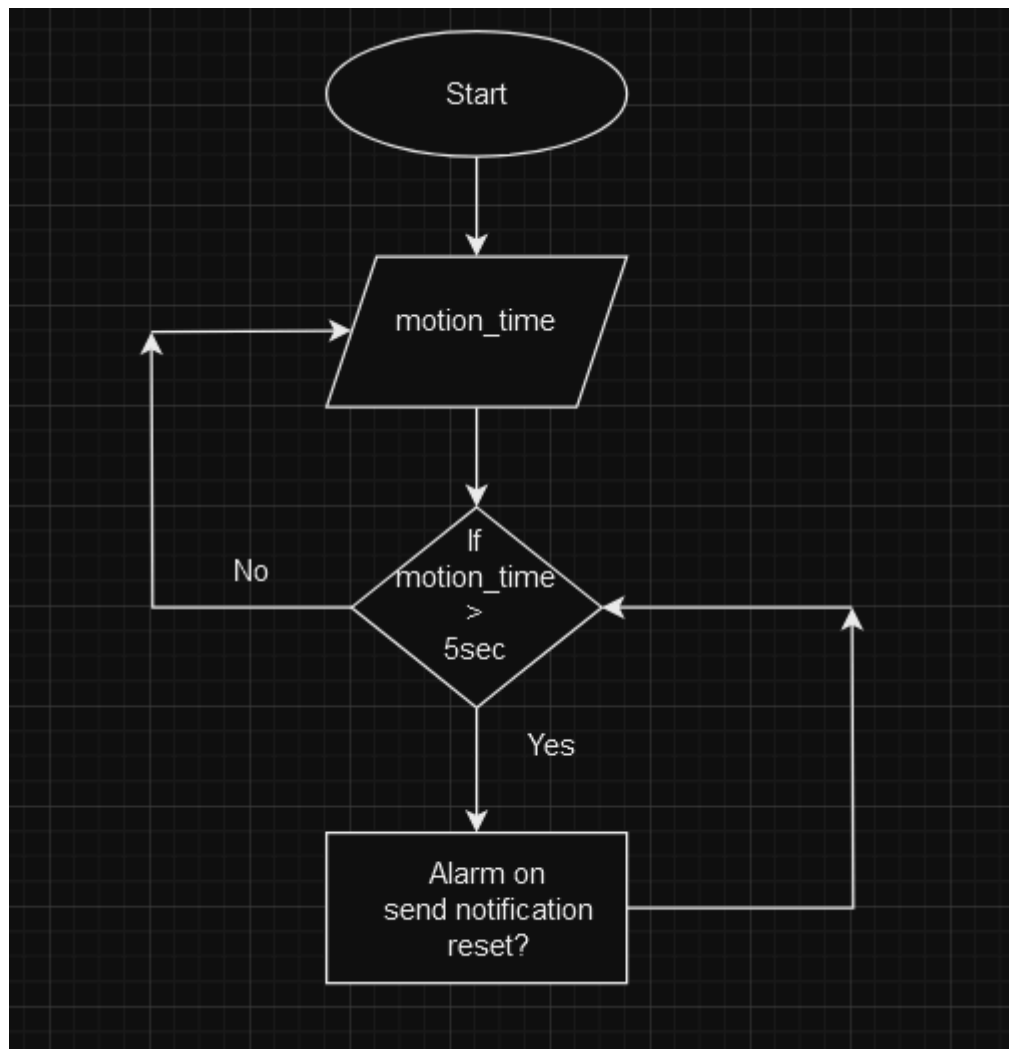 Start
motion_time
If
motion_time
>
5sec
No
Yes
Alarm on
send notification
reset?